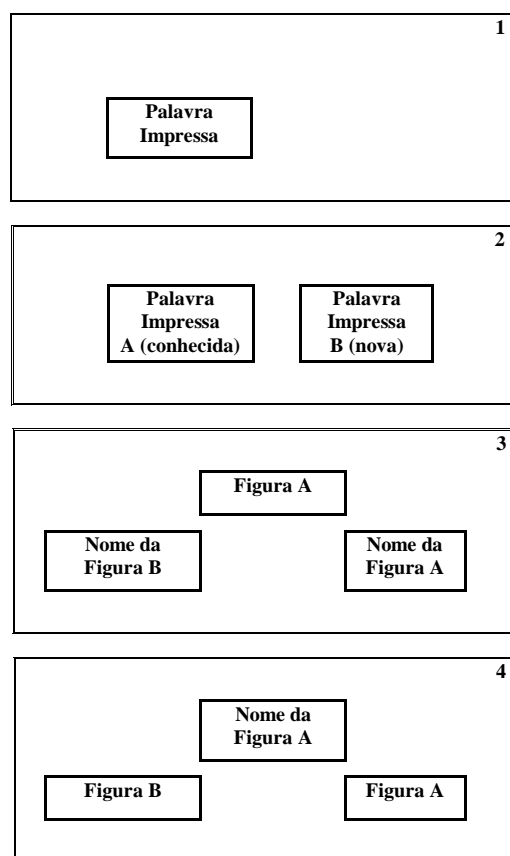 1
Palavra
Impressa
2
Palavra
Impressa
A (conhecida)
Palavra
Impressa
B (nova)
3
Figura A
Nome da
Figura B
Nome da
Figura A
4
Nome da
Figura A
Figura B
Figura A